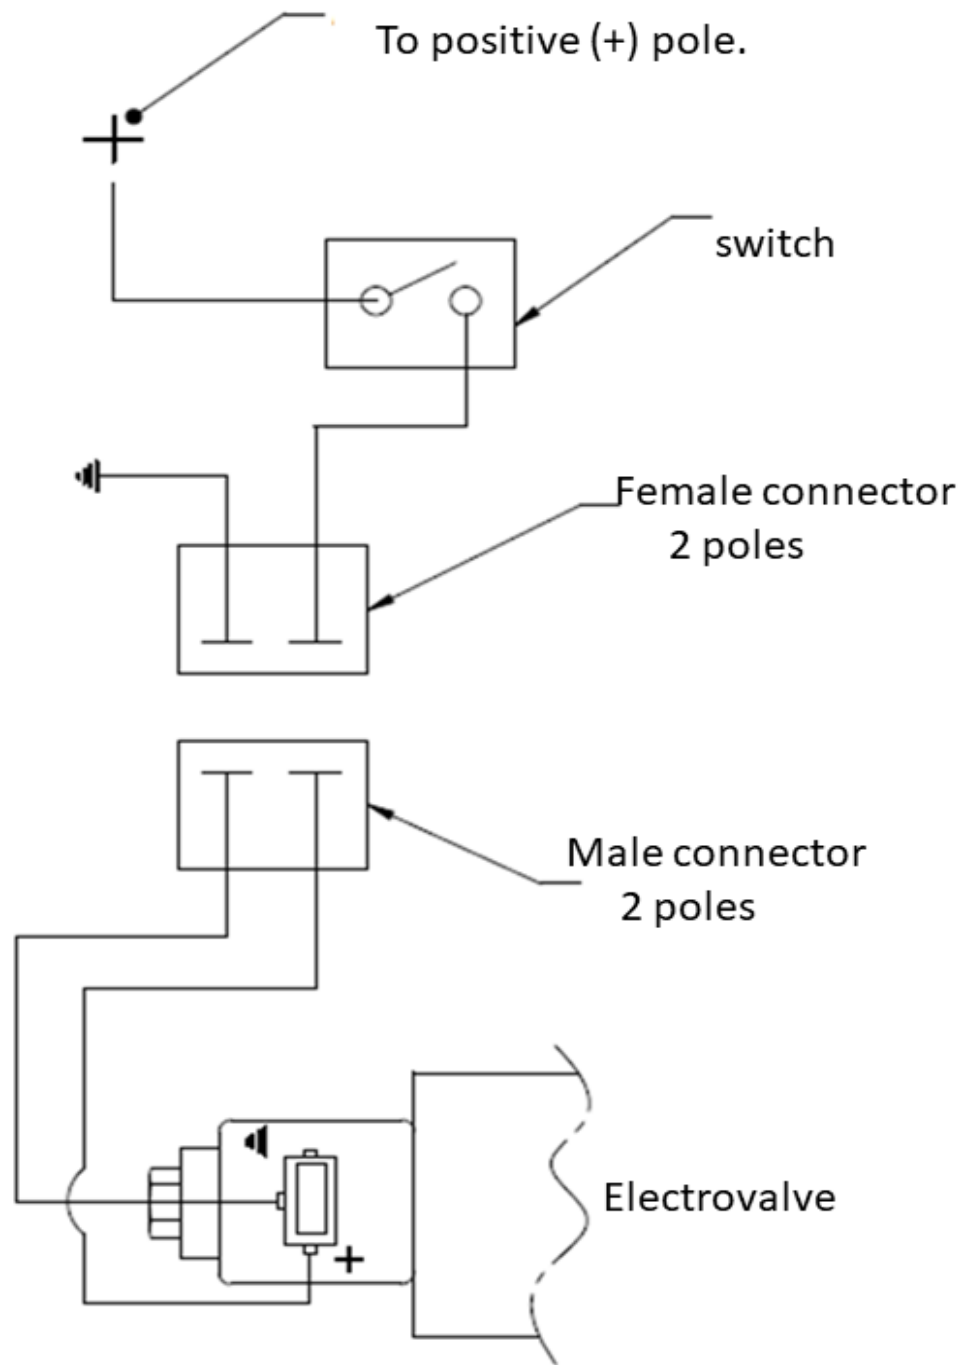 To positive (+) pole.
switch
Female connector
2 poles
Male connector
2 poles
Electrovalve